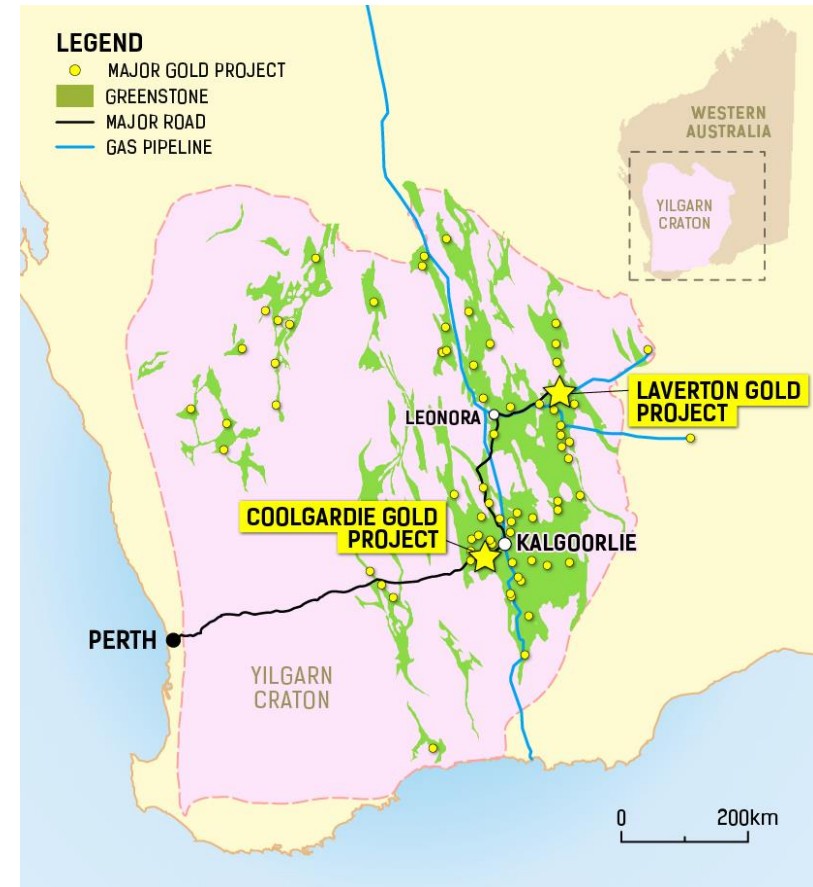 LEGEND
MAJOR GOLD PROJECT
GREENSTONE
MAJOR ROAD
GAS PIPELINE
WESTERN
AUSTRALIA
YILGARN
CRATON
LEONORA
LAVERTON GOLD
PROJECT
COOLGARDIE GOLD
PROJECT
KALGOORLIE
PERTH
YILGARN
CRATON
0 200km